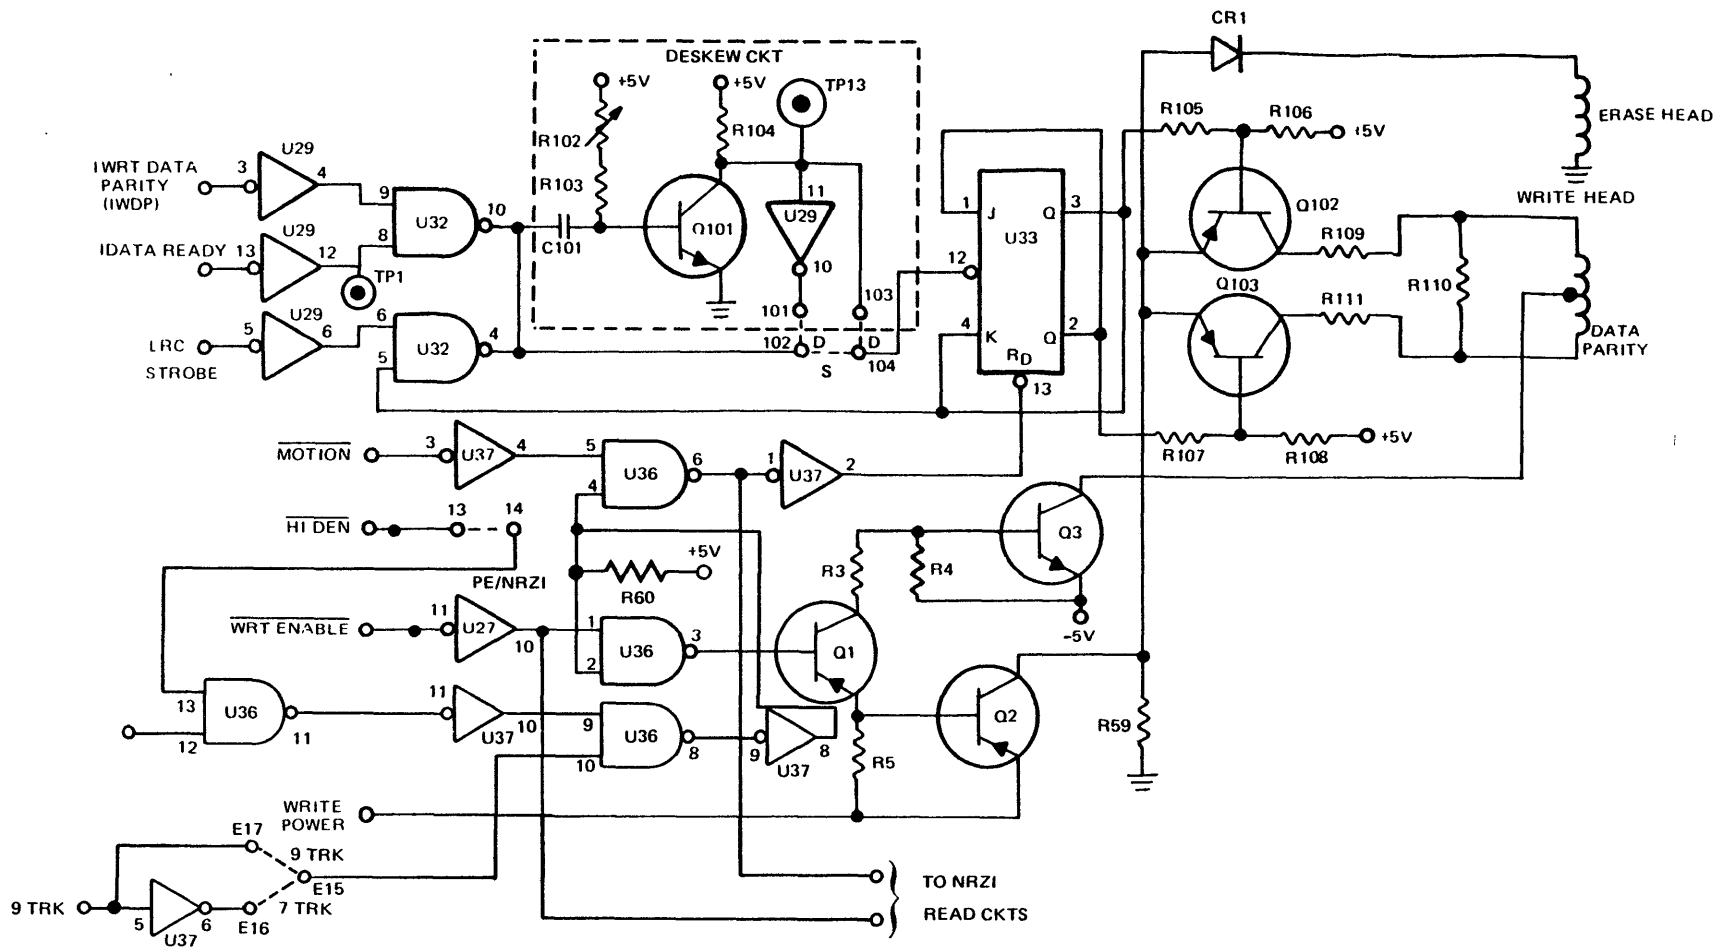 CR1
DESKEW CKT
+5V
+5V
TP13
R102
R104
R105
R106
+5V
ERASE HEAD
IWRT DATA
PARITY
(IWDP)
3
U29
4
9
10
U32
8
R103
C101
Q101
11
U29
10
101
103
1
J
Q
3
U33
12
Q102
WRITE HEAD
R109
R110
IDATA READY
13
U29
12
TP1
Q103
R111
DATA
PARITY
LRC
STROBE
5
U29
6
6
5
U32
4
102
D
S
D
104
4
K
Q
2
RD
13
R107
R108
+5V
MOTION
3
U37
4
5
4
U36
6
1
U37
2
HI DEN
13
14
PE/NRZI
R60
+5V
R3
R4
Q3
-5V
WRT ENABLE
11
U27
10
1
2
U36
3
Q1
13
12
U36
11
11
U37
10
9
10
U36
8
9
U37
8
R5
Q2
R59
WRITE
POWER
E17
9 TRK
E15
7 TRK
E16
9 TRK
5
U37
6
TO NRZI
READ CKTS